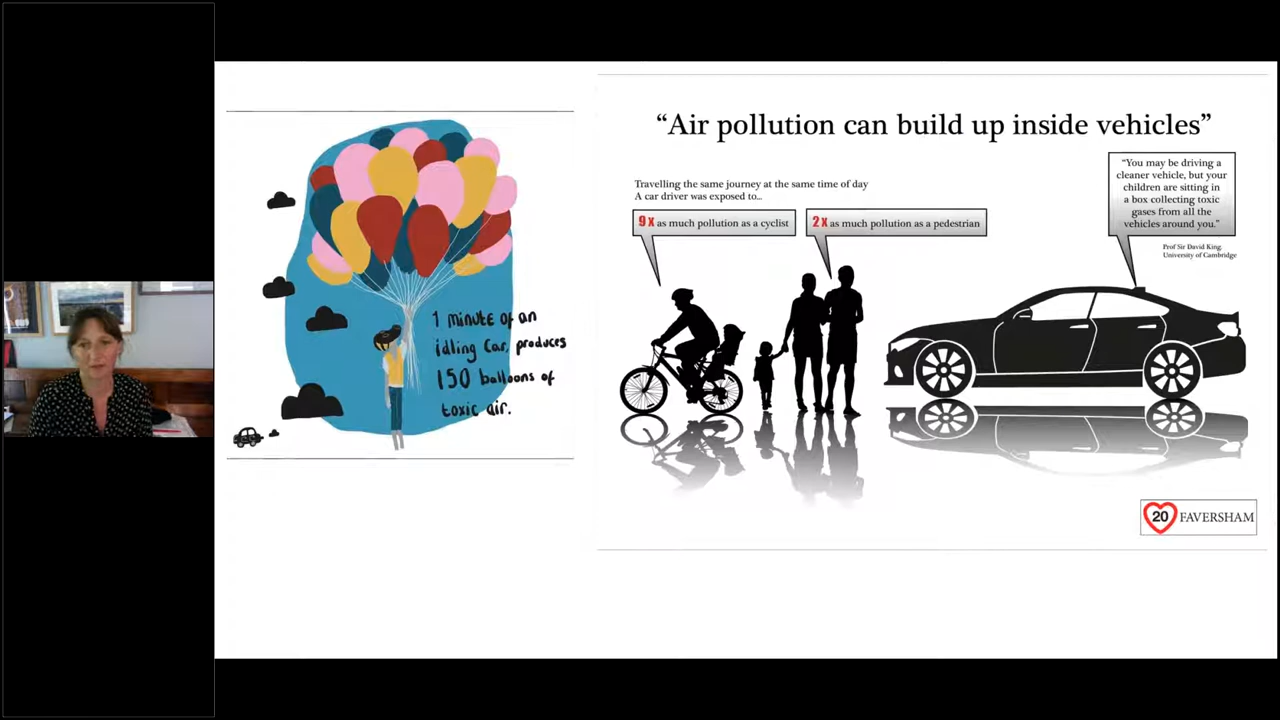 1 minute of an
idling Car, produces
150 balloons of
toxic air.
“Air pollution can build up inside vehicles”
Travelling the same journey at the same time of day
A car driver was exposed to...
9 x as much pollution as a cyclist
2 x as much pollution as a pedestrian
“You may be driving a
cleaner vehicle, but your
children are sitting in
a box collecting toxic
gases from all the
vehicles around you.”
Prof Sir David King,
University of Cambridge
20 FAVERSHAM